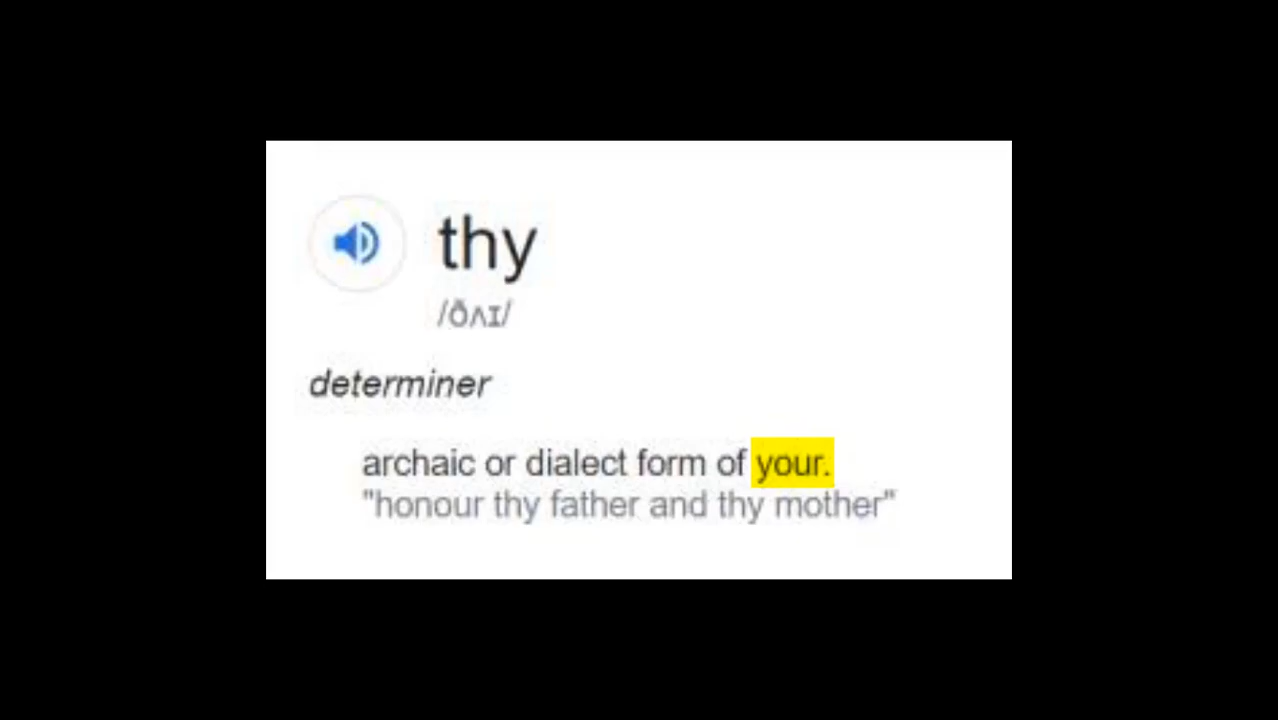 thy
/ðʌɪ/
determiner
archaic or dialect form of your.
"honour thy father and thy mother"